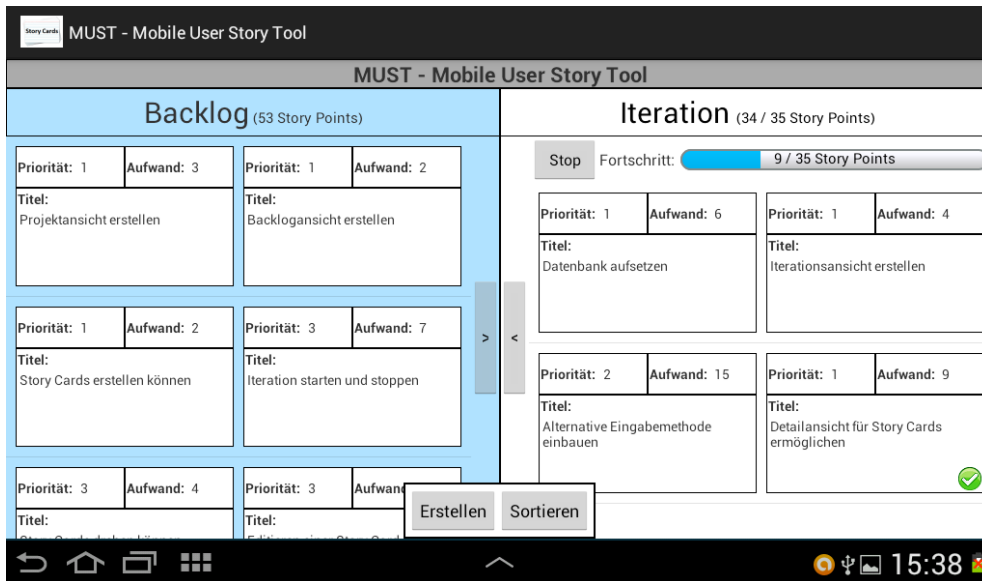 Story Cards MUST - Mobile User Story Tool
MUST - Mobile User Story Tool
Backlog (53 Story Points)
Iteration (34 / 35 Story Points)
Priorität: 1 Aufwand: 3
Titel:
Projektansicht erstellen
Priorität: 1 Aufwand: 2
Titel:
Backlogansicht erstellen
Priorität: 1 Aufwand: 2
Titel:
Story Cards erstellen können
Priorität: 3 Aufwand: 7
Titel:
Iteration starten und stoppen
Priorität: 3 Aufwand: 4
Titel:
Priorität: 3
Titel:
>
<
Stop Fortschritt: 9 / 35 Story Points
Priorität: 1 Aufwand: 6
Titel:
Datenbank aufsetzen
Priorität: 1 Aufwand: 4
Titel:
Iterationsansicht erstellen
Priorität: 2 Aufwand: 15
Titel:
Alternative Eingabemethode
einbauen
Priorität: 1 Aufwand: 9
Titel:
Detailansicht für Story Cards
ermöglichen
Erstellen Sortieren
15:38